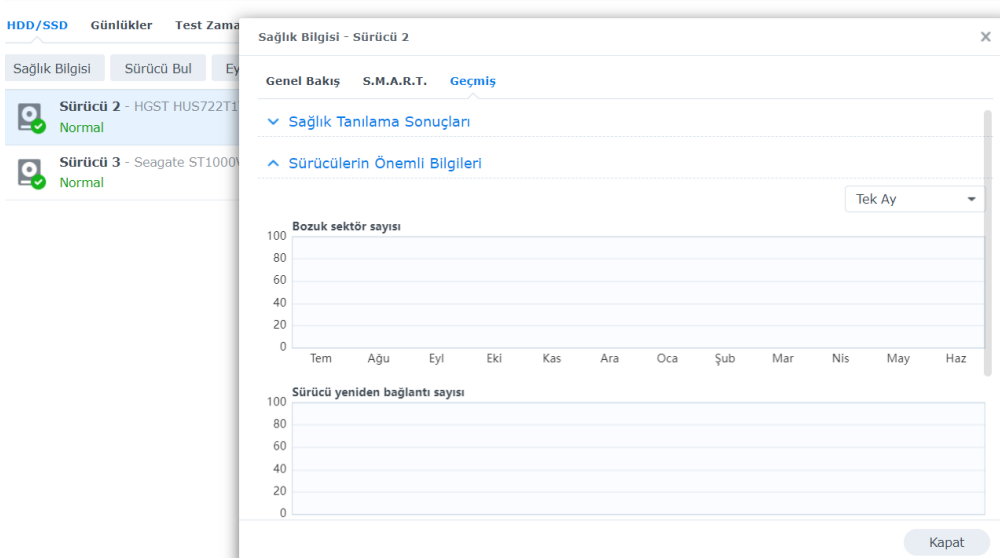 HDD/SSD Günlükler Test Zama
Sağlık Bilgisi Sürücü Bul Ey
Sürücü 2 - HGST HUS722T1
Normal
Sürücü 3 - Seagate ST1000V
Normal
Sağlık Bilgisi - Sürücü 2
Genel Bakış S.M.A.R.T. Geçmiş
Sağlık Tanılama Sonuçları
Sürücülerin Önemli Bilgileri
Tek Ay
Bozuk sektör sayısı
100
80
60
40
20
0
Tem Ağu Eyl Eki Kas Ara Oca Şub Mar Nis May Haz
Sürücü yeniden bağlantı sayısı
100
80
60
40
20
0
Kapat